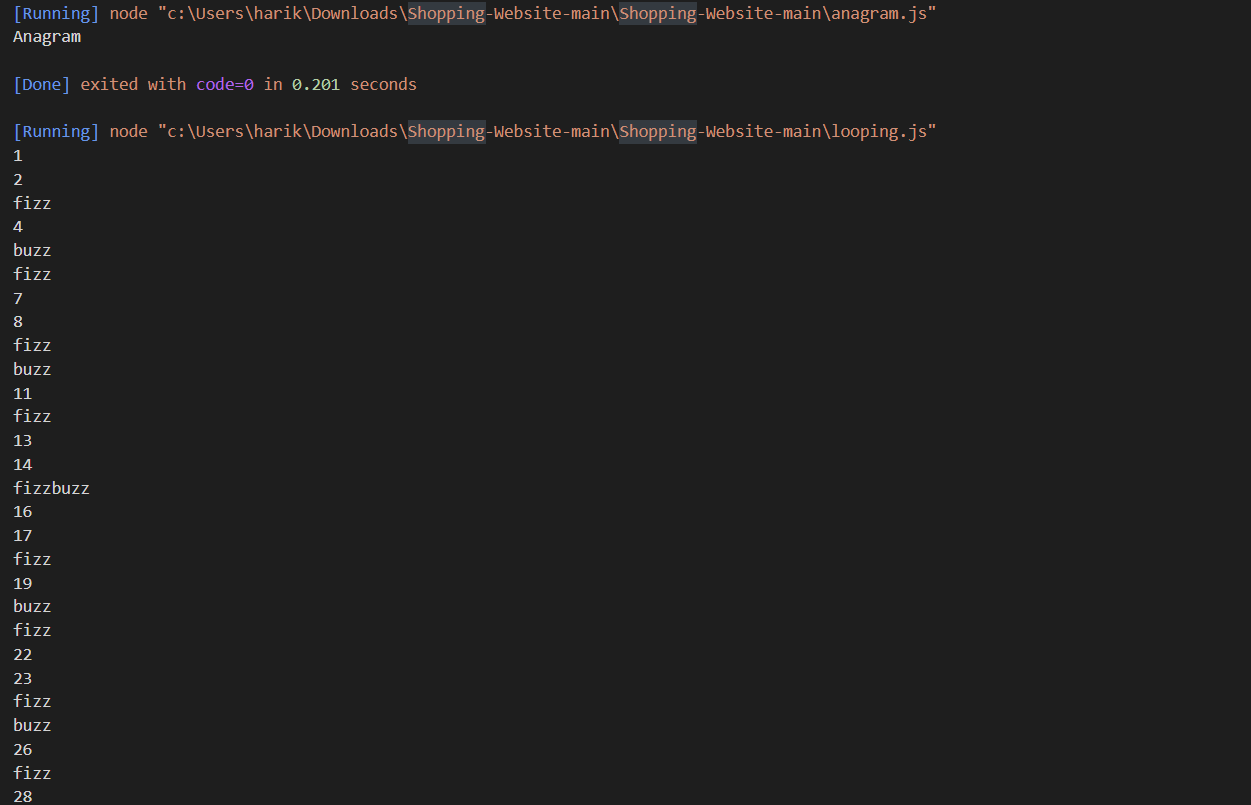 [Running] node "c:\Users\harik\Downloads\Shopping-Website-main\Shopping-Website-main\anagram.js"
Anagram
[Done] exited with code=0 in 0.201 seconds
[Running] node "c:\Users\harik\Downloads\Shopping-Website-main\Shopping-Website-main\looping.js"
1
2
fizz
4
buzz
fizz
7
8
fizz
buzz
11
fizz
13
14
fizzbuzz
16
17
fizz
19
buzz
fizz
22
23
fizz
buzz
26
fizz
28